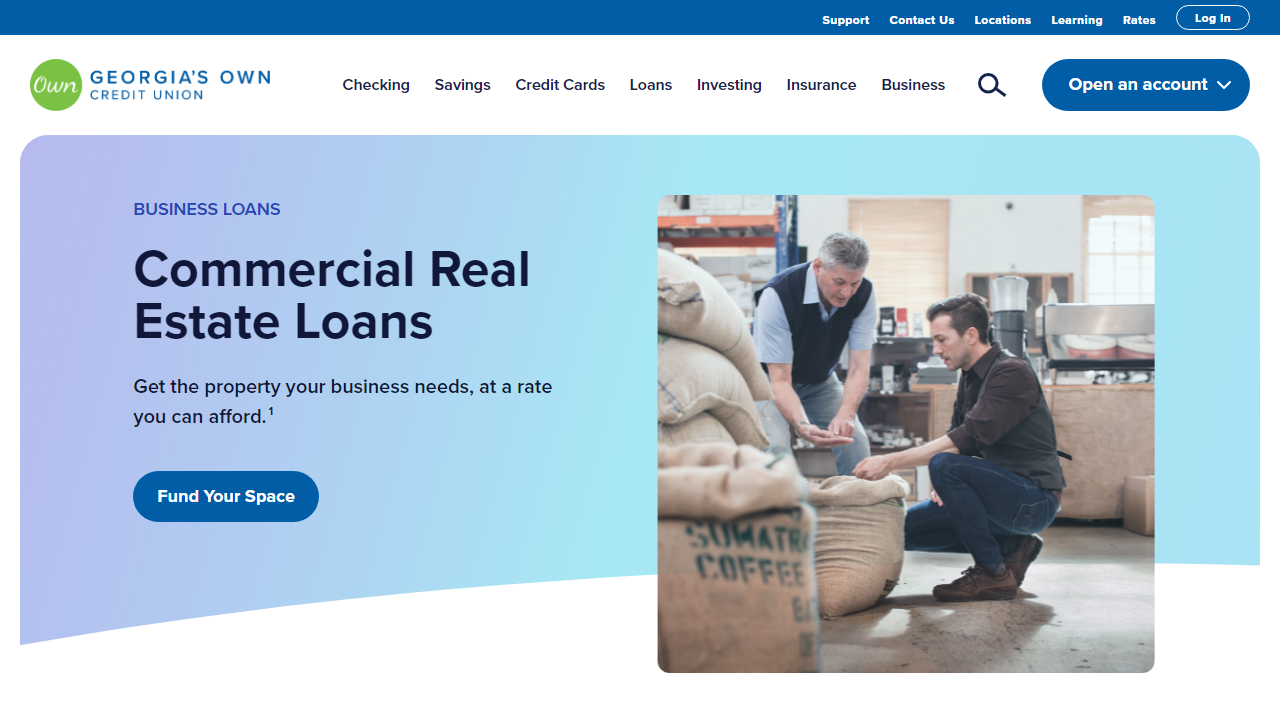 Support Contact Us Locations Learning Rates Log In
Own GEORGIA'S OWN
CREDIT UNION
Checking Savings Credit Cards Loans Investing Insurance Business Open an account
BUSINESS LOANS
Commercial Real
Estate Loans
Get the property your business needs, at a rate
you can afford.¹
Fund Your Space
SUMATRA
COFFEE